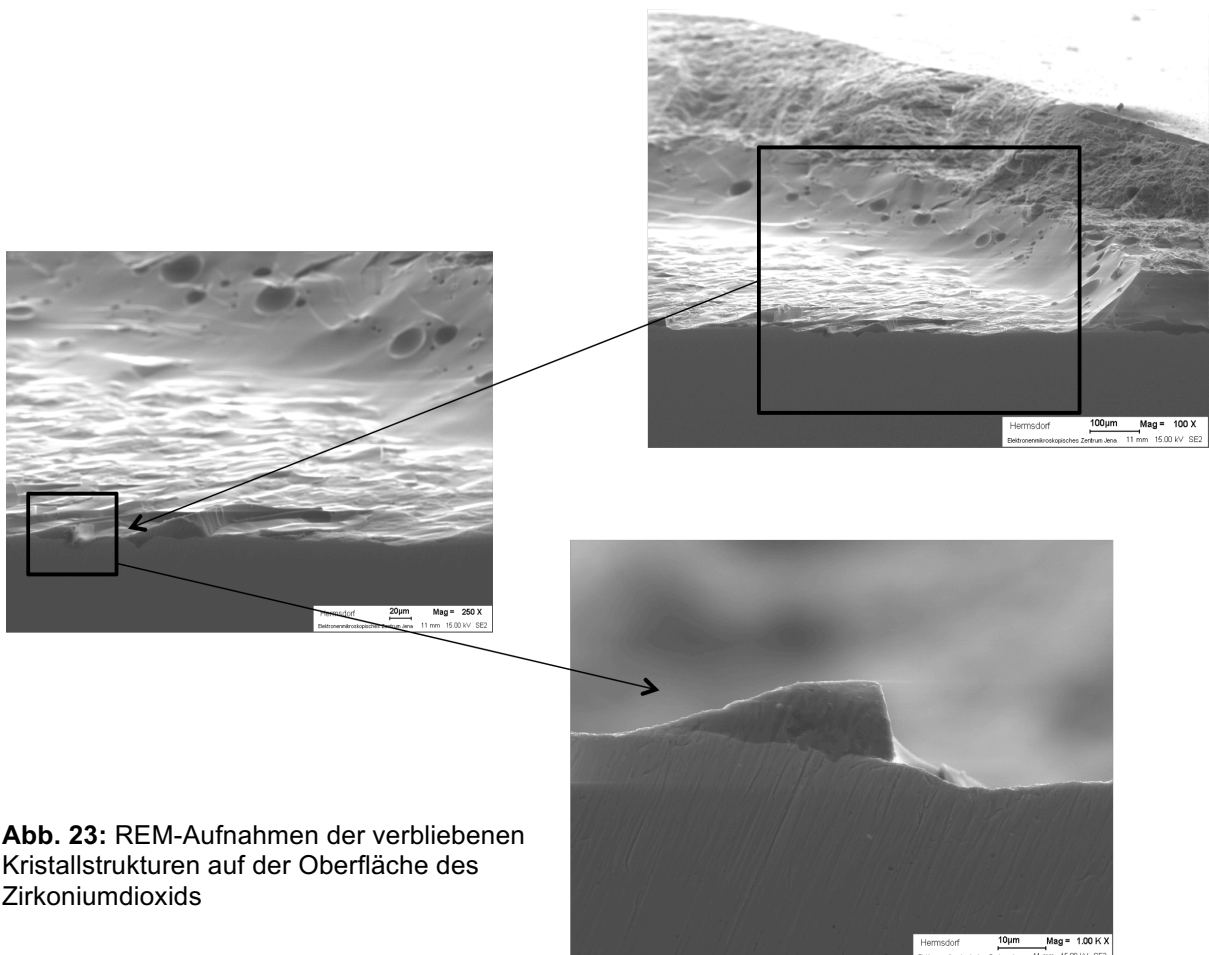 Hermsdorf 100µm Mag = 100 X
Elektronenmikroskopisches Zentrum Jena 11 mm 15.00 kV SE2
Hermsdorf 20µm Mag = 250 X
Elektronenmikroskopisches Zentrum Jena 11 mm 15.00 kV SE2
Abb. 23: REM-Aufnahmen der verbliebenen
Kristallstrukturen auf der Oberfläche des
Zirkoniumdioxids
Hermsdorf 10µm Mag = 1.00 K X